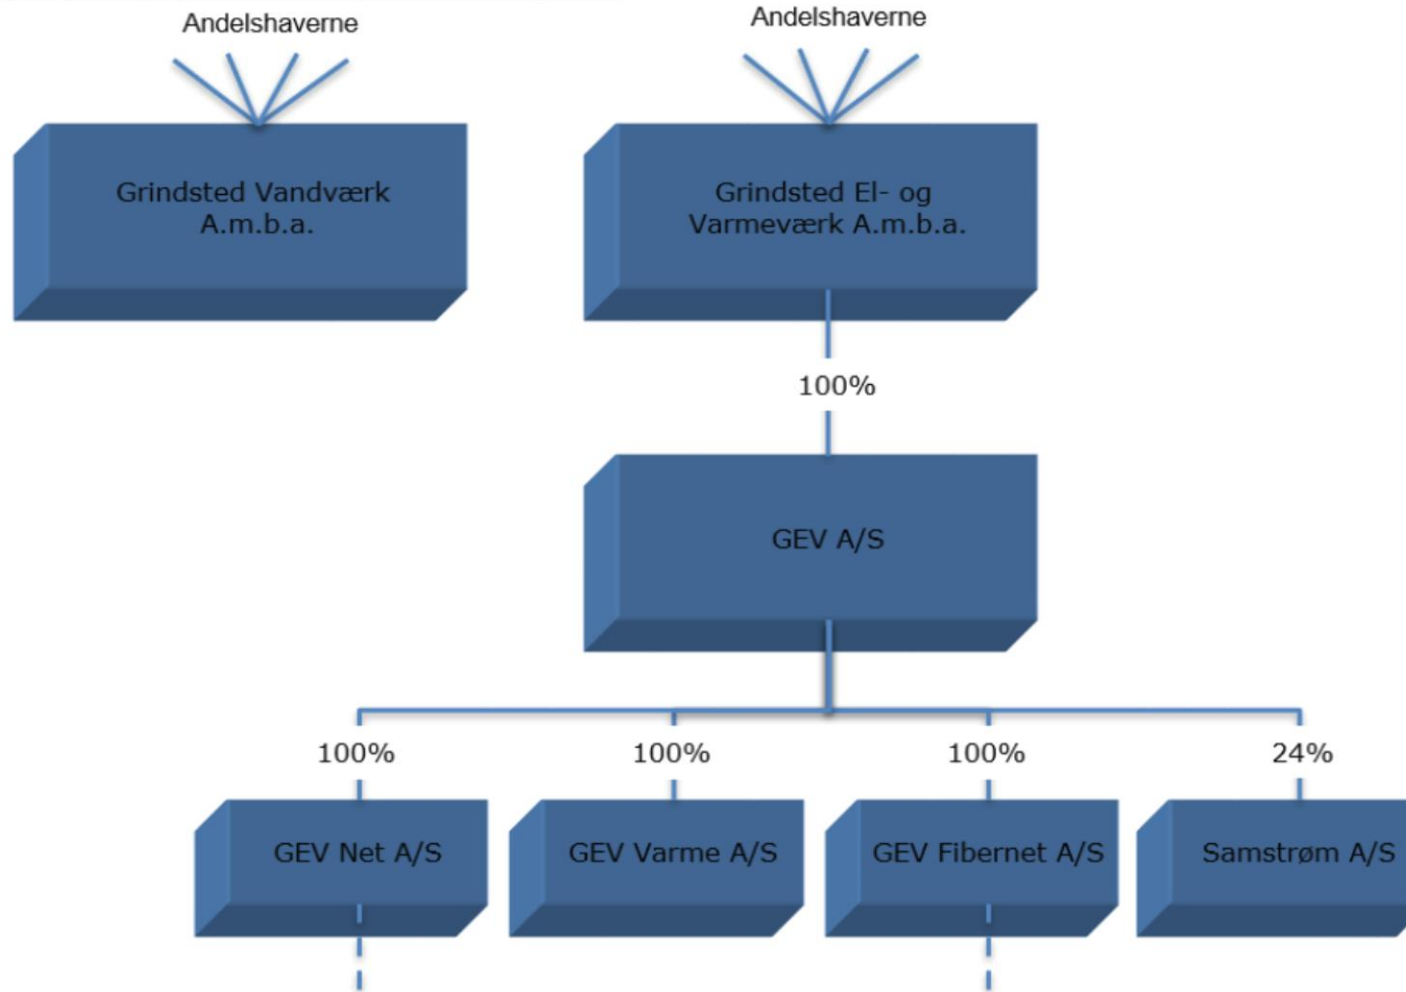 Andelshaverne
Andelshaverne
Grindsted Vandværk
A.m.b.a.
Grindsted El- og
Varmeværk A.m.b.a.
100%
GEV A/S
100%
100%
100%
24%
GEV Net A/S
GEV Varme A/S
GEV Fibernet A/S
Samstrøm A/S